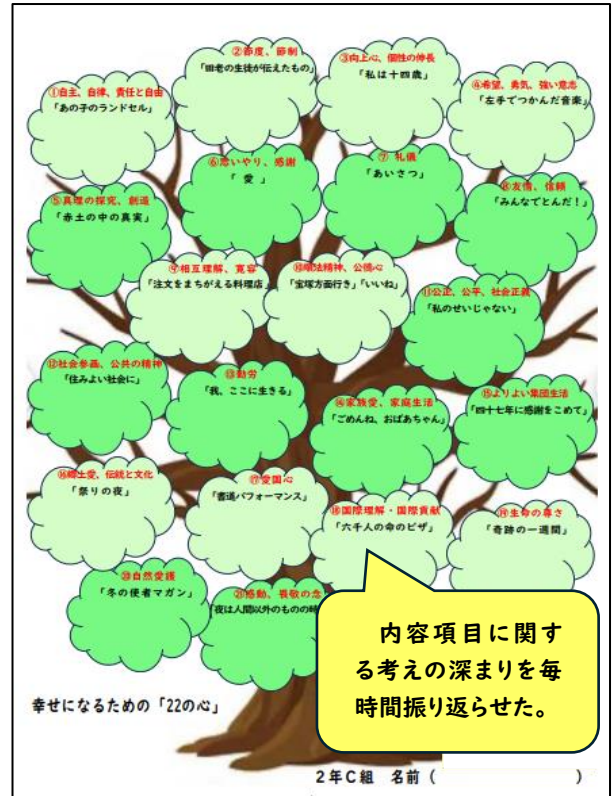 ①自主、自律、責任と自由
「あの子のランドセル」
②節度、節制
「田老の生徒が伝えたもの」
③向上心、個性の伸長
「私は十四歳」
④希望、勇気、強い意志
「左手でつかんだ音楽」
⑤真理の探究、創造
「赤土の中の真実」
⑥思いやり、感謝
「 愛 」
⑦ 礼儀
「あいさつ」
⑧友情、信頼
「みんなでとんだ！」
⑨相互理解、寛容
「注文をまちがえる料理店」
⑩順法精神、公徳心
「宝塚方面行き」「いいね」
⑪公正、公平、社会正義
「私のせいじゃない」
⑫社会参画、公共の精神
「住みよい社会に」
⑬勤労
「我、ここに生きる」
⑭家族愛、家庭生活
「ごめんね、おばあちゃん」
⑮よりよい集団生活
「四十七年に感謝をこめて」
⑯郷土愛、伝統と文化
「祭りの夜」
⑰愛国心
「書道パフォーマンス」
⑱国際理解・国際貢献
「六千人の命のビザ」
⑲生命の尊さ
「奇跡の一週間」
⑳自然愛護
「冬の使者マガン」
㉑感動、畏敬の念
「夜は人間以外のものの時
内容項目に関す
る考えの深まりを毎
時間振り返らせた。
幸せになるための「22の心」
2年C組 名前（ ）